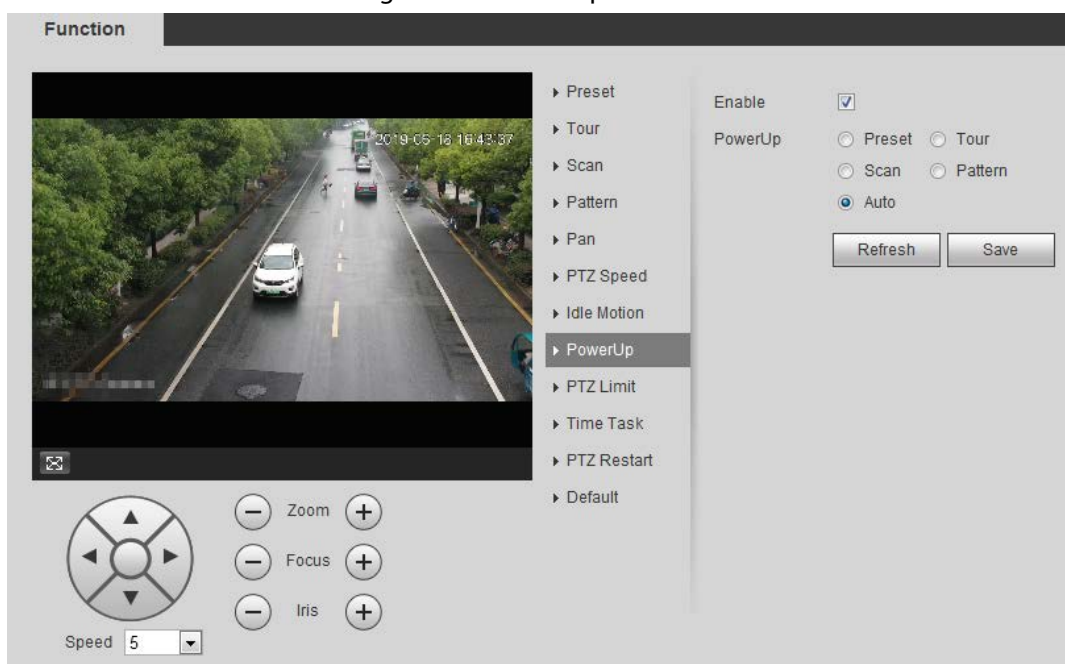 Function
2019-05-18 16:43:37
Preset
Tour
Scan
Pattern
Pan
PTZ Speed
Idle Motion
PowerUp
PTZ Limit
Time Task
PTZ Restart
Default
Enable
PowerUp Preset Tour
Scan Pattern
Auto
Refresh Save
Zoom
Focus
Iris
Speed 5